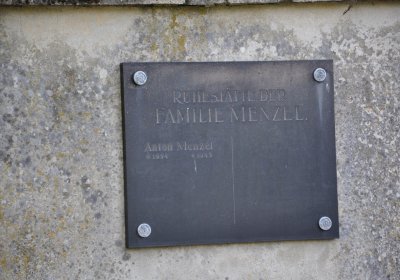 RUHESTÄTTE DER
FAMILIE MENZEL.
Anton Menzel